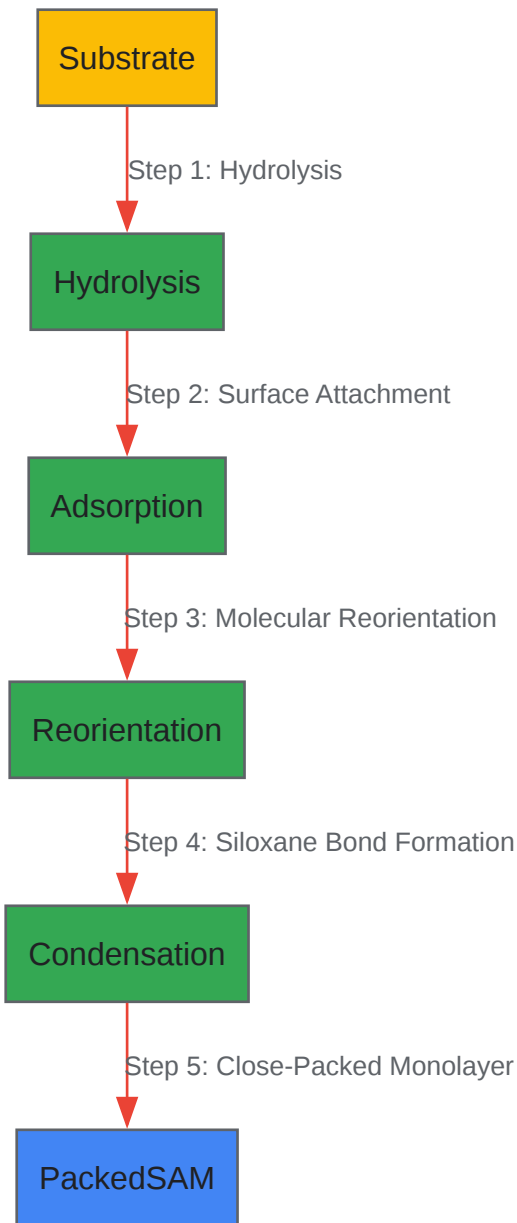 Substrate
Step 1: Hydrolysis
Hydrolysis
Step 2: Surface Attachment
Adsorption
Step 3: Molecular Reorientation
Reorientation
Step 4: Siloxane Bond Formation
Condensation
Step 5: Close-Packed Monolayer
PackedSAM